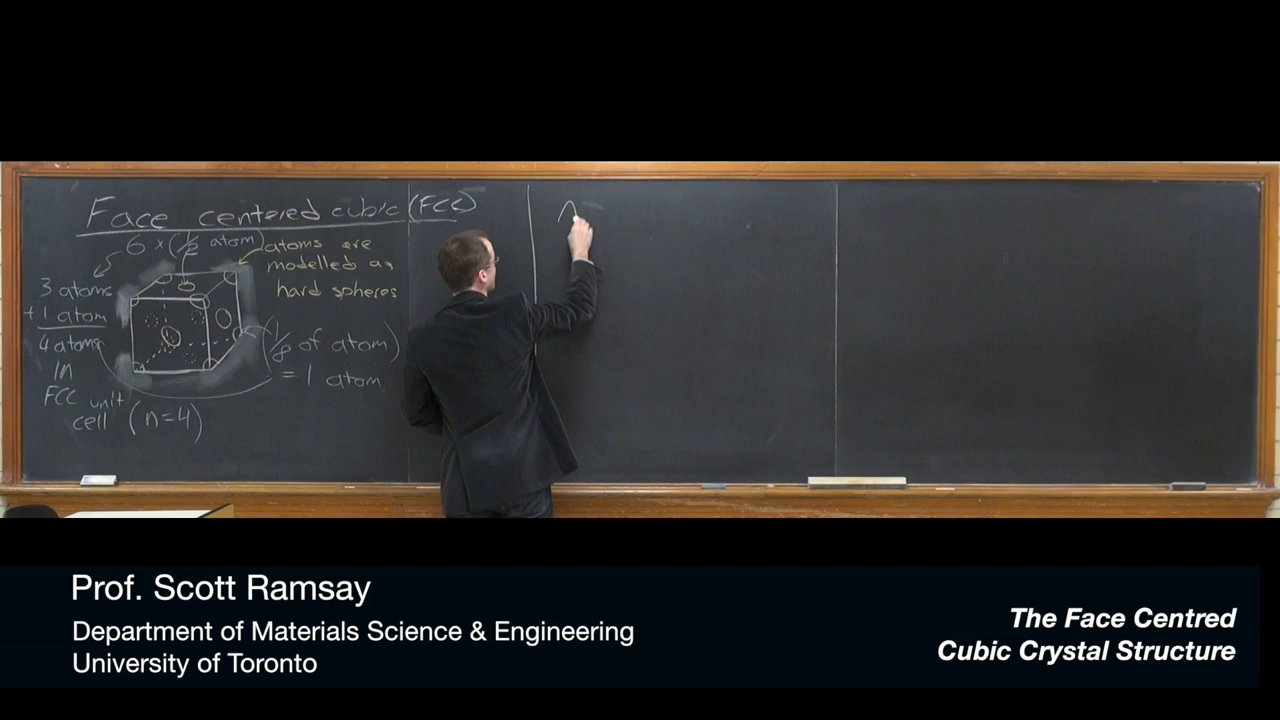 Face centered cubic (FCC)
6 × (1/2 atom)
3 atoms
+ 1 atom
4 atoms
in
FCC unit
cell (n=4)
atoms are
modelled as
hard spheres
(1/8 of atom)
= 1 atom
Prof. Scott Ramsay
Department of Materials Science & Engineering
University of Toronto
The Face Centred
Cubic Crystal Structure